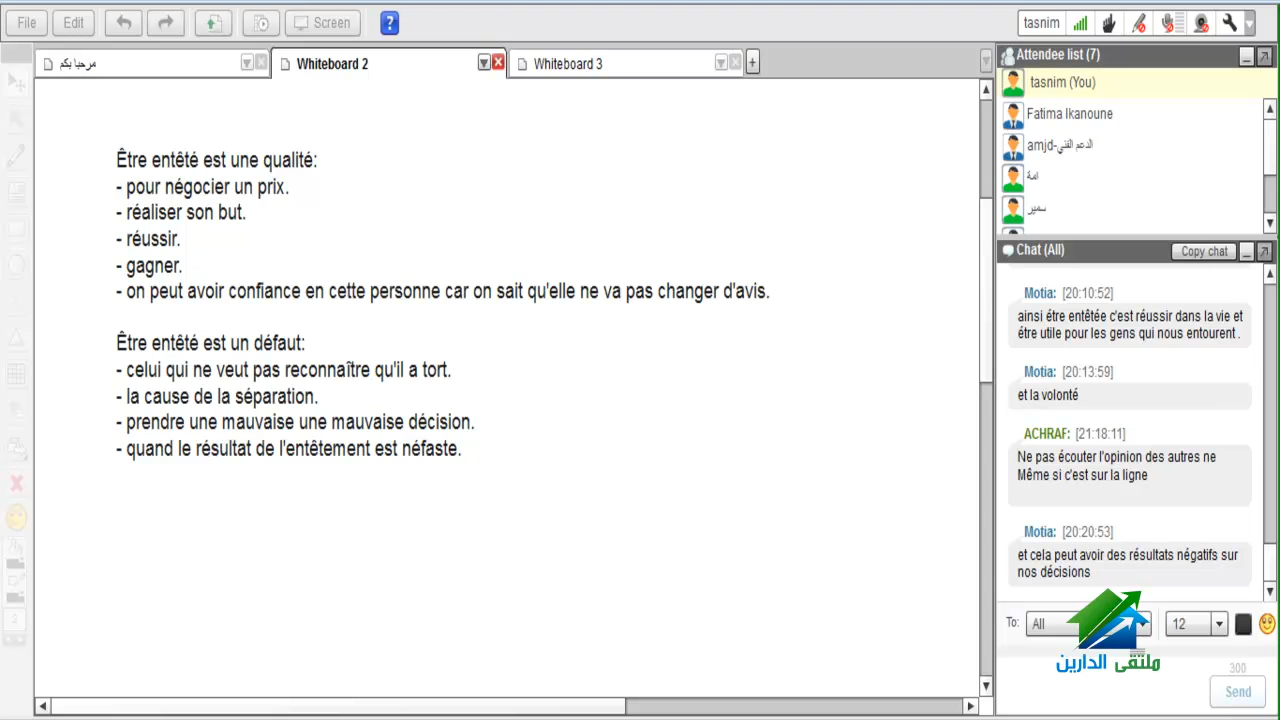 File
Edit
Screen
?
tasnim
مرحبا بكم
Whiteboard 2
Whiteboard 3
+
Être entêté est une qualité:
- pour négocier un prix.
- réaliser son but.
- réussir.
- gagner.
- on peut avoir confiance en cette personne car on sait qu'elle ne va pas changer d'avis.
Être entêté est un défaut:
- celui qui ne veut pas reconnaître qu'il a tort.
- la cause de la séparation.
- prendre une mauvaise une mauvaise décision.
- quand le résultat de l'entêtement est néfaste.
Attendee list (7)
tasnim (You)
Fatima Ikanoune
amjd-الدعم الفني
امة
سمير
Chat (All)
Copy chat
Motia: [20:10:52]
ainsi étre entêtée c'est réussir dans la vie et
étre utile pour les gens qui nous entourent .
Motia: [20:13:59]
et la volonté
ACHRAF: [21:18:11]
Ne pas écouter l'opinion des autres ne
Même si c'est sur la ligne
Motia: [20:20:53]
et cela peut avoir des résultats négatifs sur
nos décisions
To:
All
12
ملتقى الدارين
300
Send